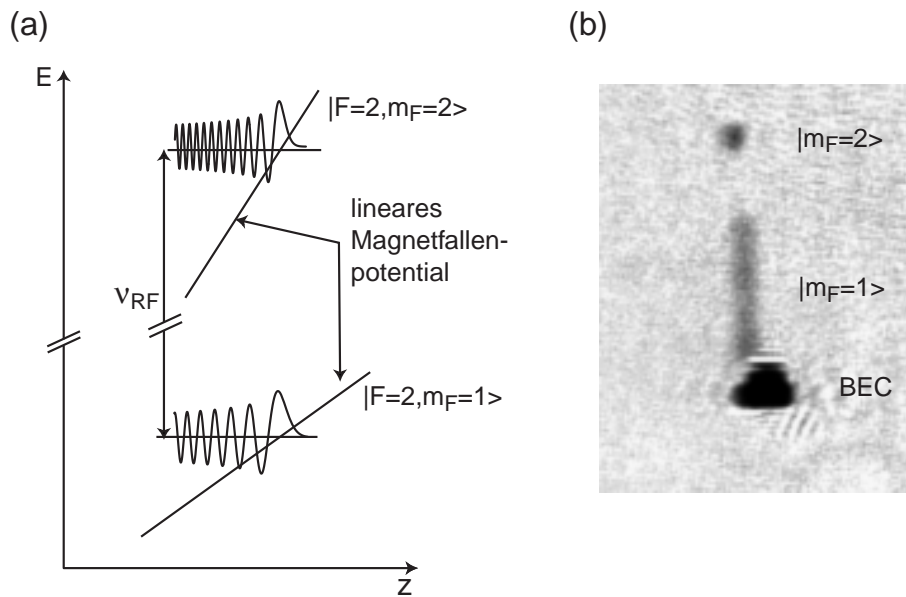 (a)
(b)
E
|F=2,mF=2>
|mF=2>
lineares
Magnetfallen-
potential
νRF
|mF=1>
BEC
|F=2,mF=1>
z